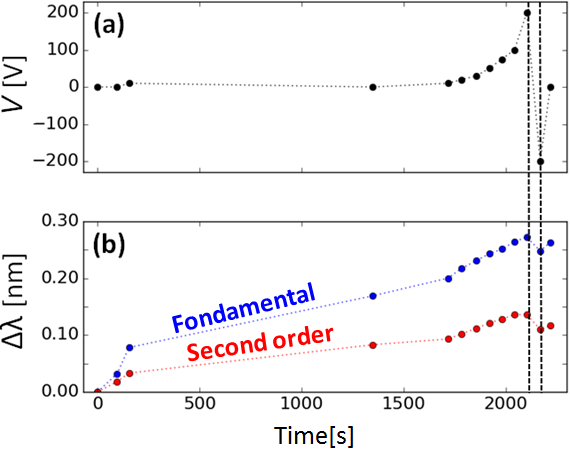 (a)
V [V]
200
100
0
−100
−200
(b)
Δλ [nm]
0.30
0.20
0.10
0.00
Fondamental
Second order
0 500 1000 1500 2000
Time[s]